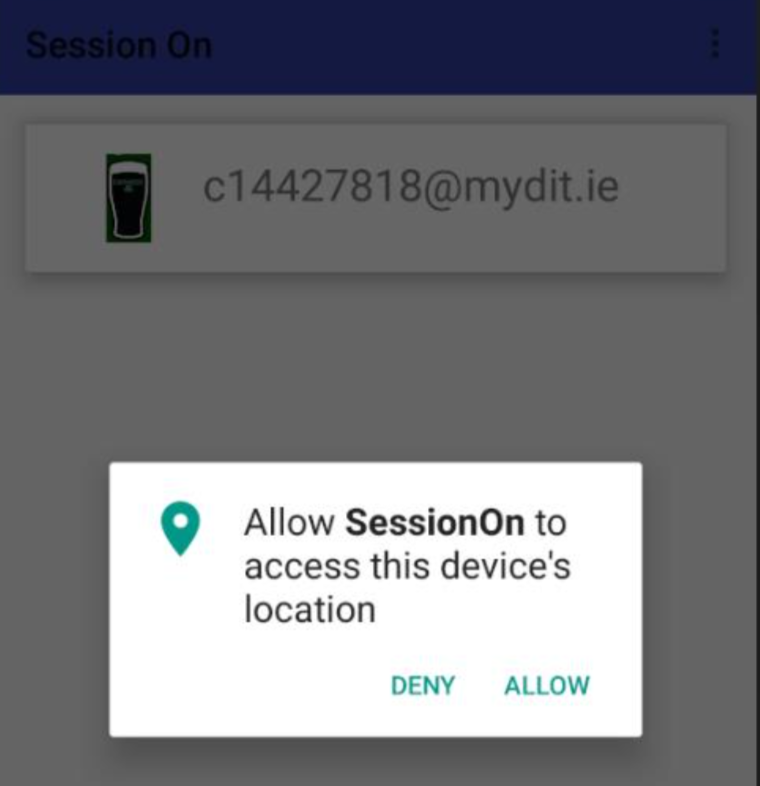 Session On
c14427818@mydit.ie
Allow SessionOn to
access this device's
location
DENY ALLOW